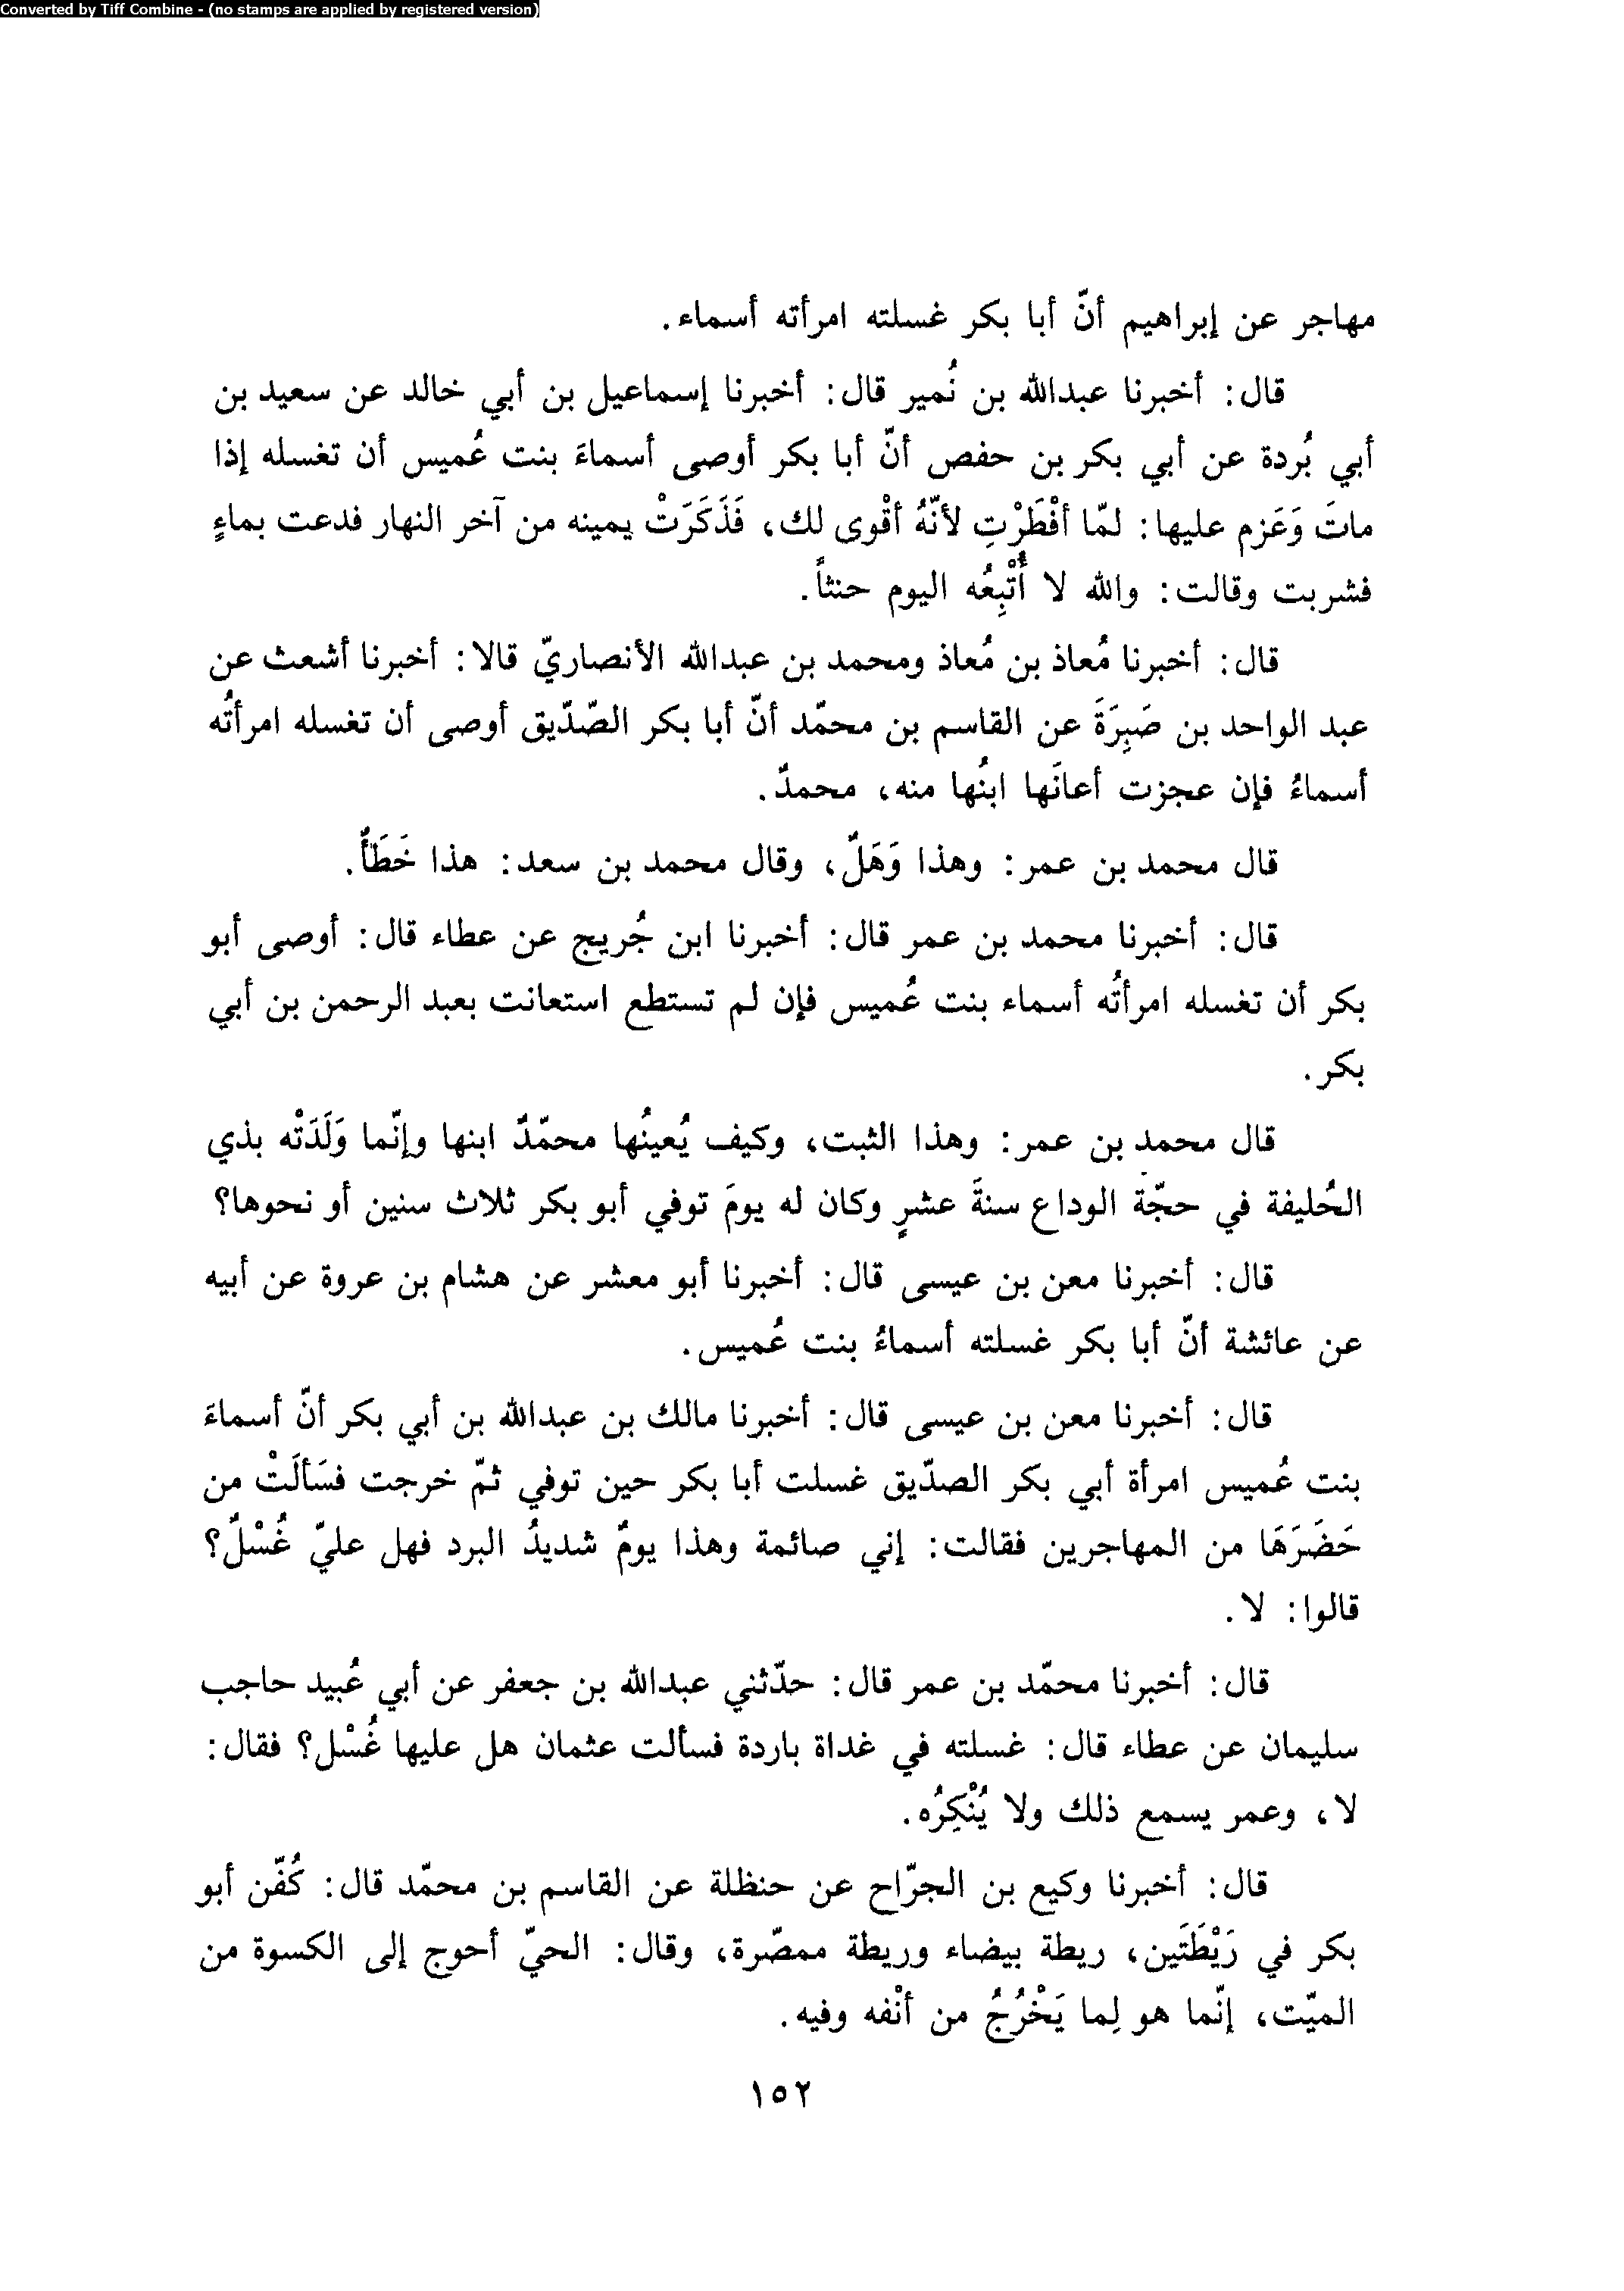 Converted by Tiff Combine - (no stamps are applied by registered version)
مهاجر عن إبراهيم أنّ أبا بكر غسلته امرأته أسماء.
قال: أخبرنا عبدالله بن نُمير قال: أخبرنا إسماعيل بن أبي خالد عن سعيد بن
أبي بُردة عن أبي بكر بن حفص أنّ أبا بكر أوصى أسماءَ بنت عُميس أن تغسله إذا
ماتَ وَعَزم عليها: لمّا أفْطَرْتِ لأنّهُ أقْوى لك، فَذَكَرَتْ يمينه من آخر النهار فدعت بماءٍ
فشربت وقالت: والله لا أُتْبِعُه اليوم حنثاً.
قال: أخبرنا مُعاذ بن مُعاذ ومحمد بن عبدالله الأنصاريّ قالا: أخبرنا أشعث عن
عبد الواحد بن صَبِرَةَ عن القاسم بن محمّد أنّ أبا بكر الصّدّيق أوصى أن تغسله امرأتُه
أسماءُ فإن عجزت أعانَها ابنُها منه، محمدٌ.
قال محمد بن عمر: وهذا وَهَلٌ، وقال محمد بن سعد: هذا خَطَأٌ.
قال: أخبرنا محمد بن عمر قال: أخبرنا ابن جُريج عن عطاء قال: أوصى أبو
بكر أن تغسله امرأتُه أسماء بنت عُميس فإن لم تستطع استعانت بعبد الرحمن بن أبي
بكر.
قال محمد بن عمر: وهذا الثبت، وكيف يُعينُها محمّدٌ ابنها وإنّما وَلَدَتْه بذي
الحُليفة في حجّة الوداع سنةَ عشرٍ وكان له يومَ توفي أبو بكر ثلاث سنين أو نحوها؟
قال: أخبرنا معن بن عيسى قال: أخبرنا أبو معشر عن هشام بن عروة عن أبيه
عن عائشة أنّ أبا بكر غسلته أسماءُ بنت عُميس.
قال: أخبرنا معن بن عيسى قال: أخبرنا مالك بن عبدالله بن أبي بكر أنّ أسماءَ
بنت عُميس امرأة أبي بكر الصدّيق غسلت أبا بكر حين توفي ثمّ خرجت فسَألَتْ من
حَضَرَهَا من المهاجرين فقالت: إني صائمة وهذا يومٌ شديدُ البرد فهل عليّ غُسْلٌ؟
قالوا: لا.
قال: أخبرنا محمّد بن عمر قال: حدّثني عبدالله بن جعفر عن أبي عُبيد حاجب
سليمان عن عطاء قال: غسلته في غداة باردة فسألت عثمان هل عليها غُسْل؟ فقال:
لا، وعمر يسمع ذلك ولا يُنْكِرُه.
قال: أخبرنا وكيع بن الجرّاح عن حنظلة عن القاسم بن محمّد قال: كُفّن أبو
بكر في رَيْطَتَين، ريطة بيضاء وريطة ممصّرة، وقال: الحيّ أحوج إلى الكسوة من
الميّت، إنّما هو لِما يَخْرُجُ من أنْفه وفيه.
١٥٢